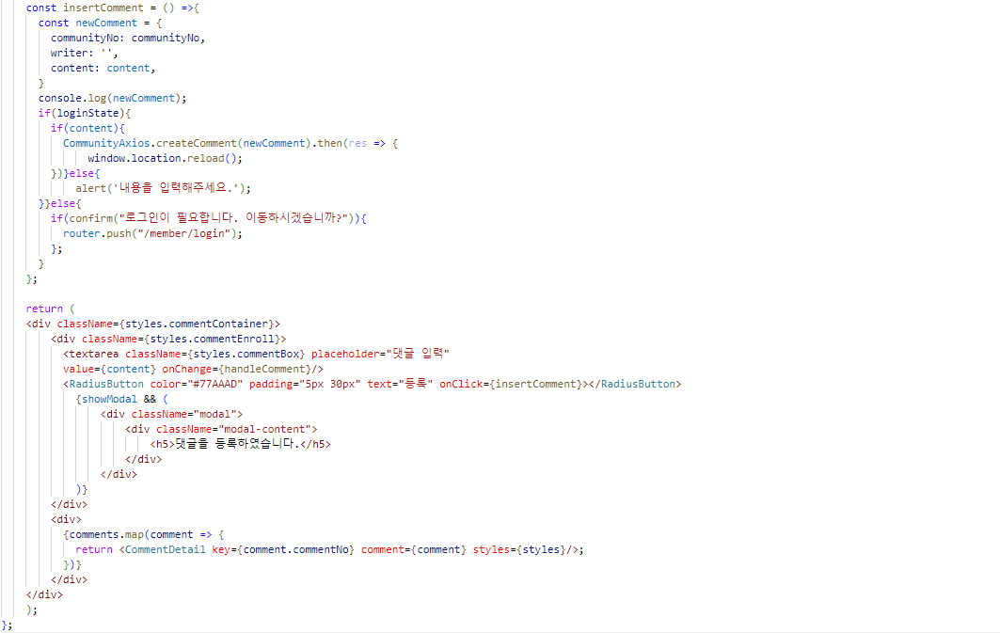 const insertComment = () =>{
const newComment = {
communityNo: communityNo,
writer: '',
content: content,
}
console.log(newComment);
if(loginState){
if(content){
CommunityAxios.createComment(newComment).then(res => {
window.location.reload();
})}else{
alert('내용을 입력해주세요.');
}}else{
if(confirm("로그인이 필요합니다. 이동하시겠습니까?")){
router.push("/member/login");
};
}
};
return (
<div className={styles.commentContainer}>
<div className={styles.commentEnroll}>
<textarea className={styles.commentBox} placeholder="댓글 입력"
value={content} onChange={handleComment}/>
<RadiusButton color="#77AAAD" padding="5px 30px" text="등록" onClick={insertComment}></RadiusButton>
{showModal && (
<div className="modal">
<div className="modal-content">
<h5>댓글을 등록하였습니다.</h5>
</div>
</div>
)}
</div>
<div>
{comments.map(comment => {
return <CommentDetail key={comment.commentNo} comment={comment} styles={styles}/>;
})}
</div>
</div>
);
};